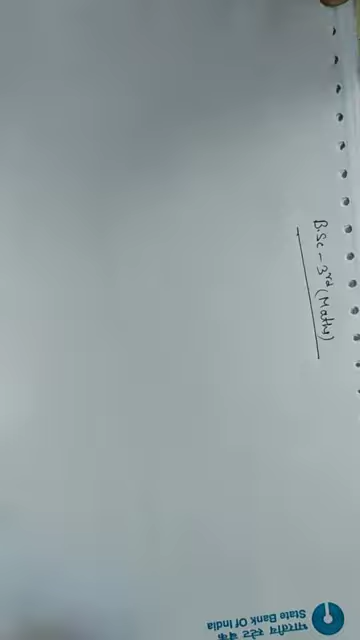 B.Sc - 3rd (Maths)
भारतीय स्टेट बैंक
State Bank Of India